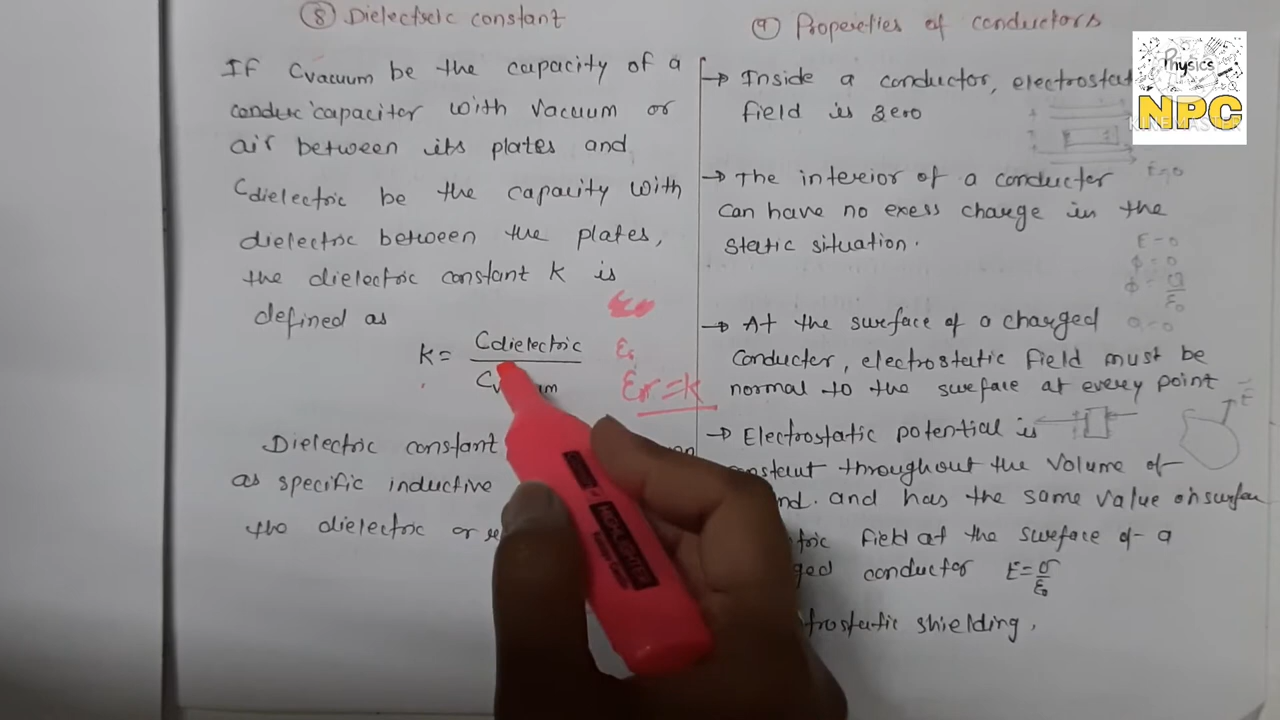 ⑧ Dielectric constant
If Cvacuum be the capacity of a
capacitor with vacuum or
air between its plates and
Cdielectric be the capacity with
dielectric between the plates,
the dielectric constant K is
defined as
K = Cdielectric
εr = K
Dielectric constant
as specific inductive
the dielectric or
⑨ Properties of conductors
→ Inside a conductor,
field is zero
→ The interior of a conductor
can have no exess charge in the
static situation.
→ At the surface of a charged
conductor, electrostatic field must be
normal to the surface at every point
→ Electrostatic potential is
throughout the volume of
and has the same value on
field at the surface of a
conductor E = σ/ε0
shielding.
E = 0
E = 0
ϕ = 0
E
Physics
NPC
HIGHLIGHTER